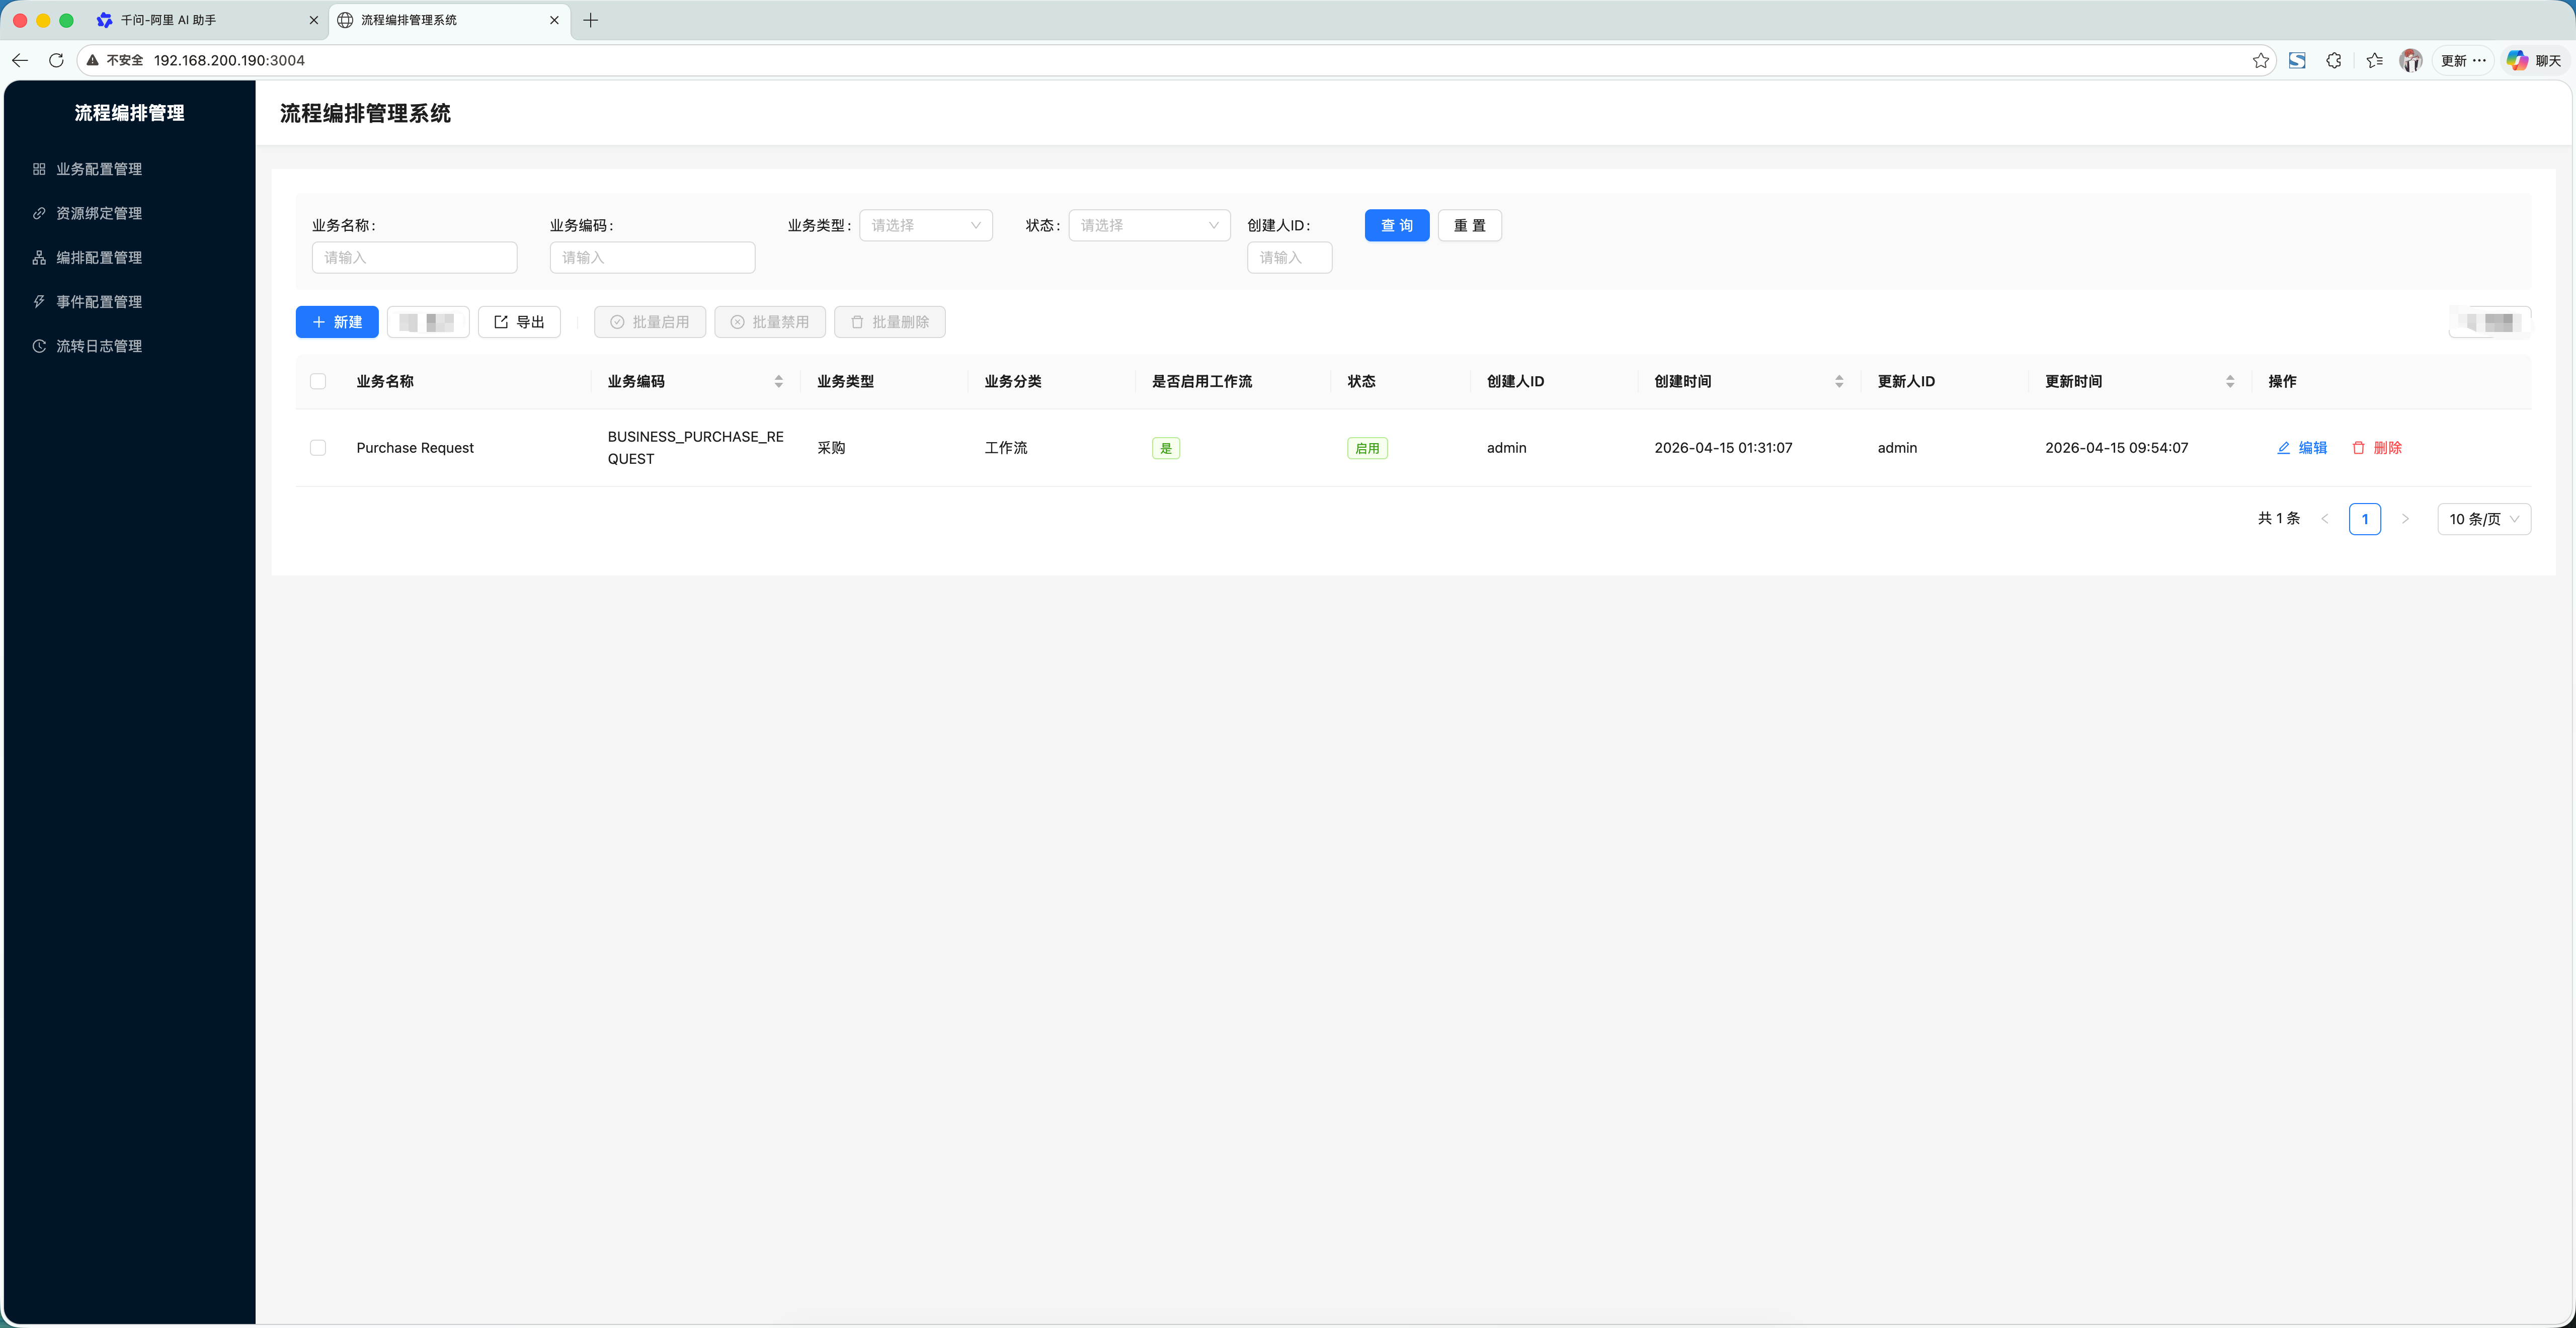 千问-阿里 AI 助手
流程编排管理系统
不安全 192.168.200.190:3004
更新
聊天
流程编排管理
业务配置管理
资源绑定管理
编排配置管理
事件配置管理
流转日志管理
流程编排管理系统
业务名称: 业务编码: 业务类型: 请选择 状态: 请选择 创建人ID: 查 询 重 置
请输入 请输入 请输入
新建 导出 批量启用 批量禁用 批量删除
业务名称 业务编码 业务类型 业务分类 是否启用工作流 状态 创建人ID 创建时间 更新人ID 更新时间 操作
Purchase Request BUSINESS_PURCHASE_RE 采购 工作流 是 启用 admin 2026-04-15 01:31:07 admin 2026-04-15 09:54:07 编辑 删除
QUEST
共 1 条 < 1 > 10 条/页